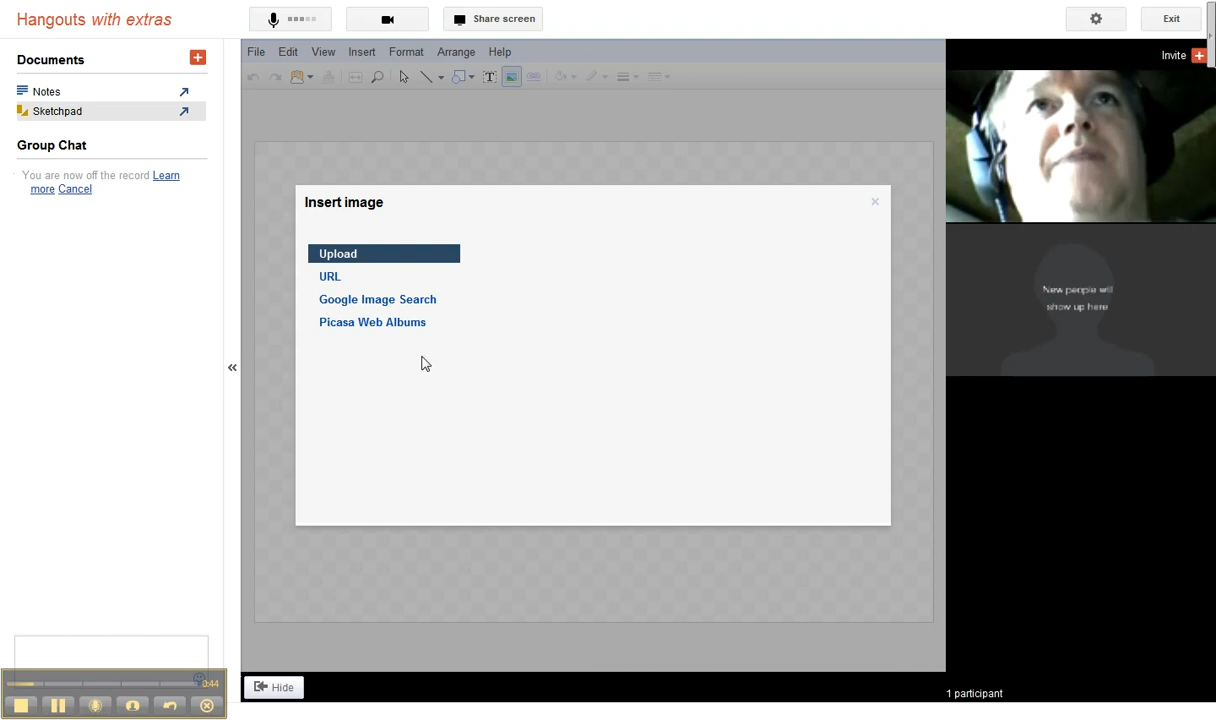 Hangouts with extras
Share screen
Exit
Documents
Notes
Sketchpad
Group Chat
You are now off the record Learn
more Cancel
File Edit View Insert Format Arrange Help
T
Invite
Insert image
×
Upload
URL
Google Image Search
Picasa Web Albums
New people will
show up here
«
0:44
Hide
1 participant